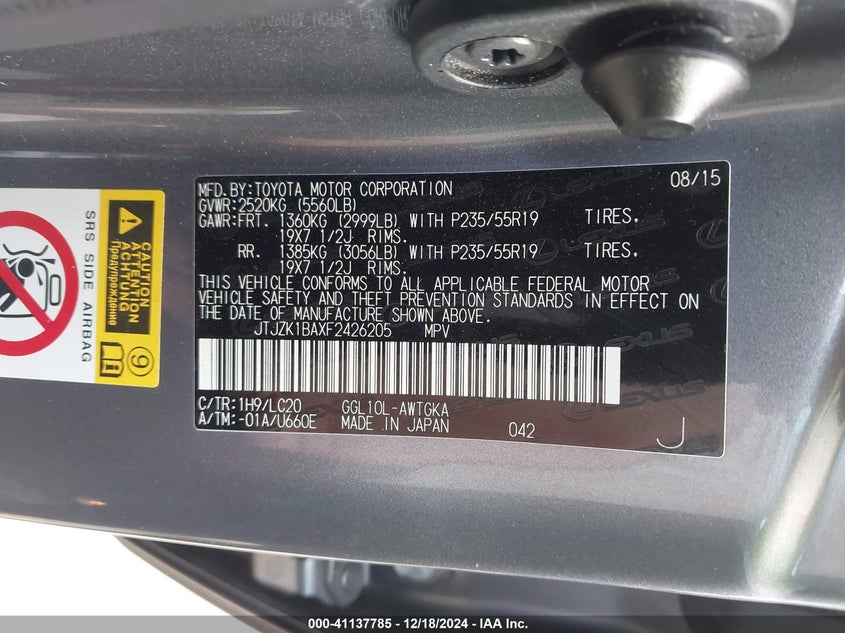 SRS SIDE AIRBAG
CAUTION
ATTENTION
ACHTUNG
Предупреждение
9
MFD.BY:TOYOTA MOTOR CORPORATION 08/15
GVWR:2520KG (5560LB)
GAWR:FRT. 1360KG (2999LB) WITH P235/55R19 TIRES,
19X7 1/2J RIMS.
RR. 1385KG (3056LB) WITH P235/55R19 TIRES,
19X7 1/2J RIMS.
THIS VEHICLE CONFORMS TO ALL APPLICABLE FEDERAL MOTOR
VEHICLE SAFETY AND THEFT PREVENTION STANDARDS IN EFFECT ON
THE DATE OF MANUFACTURE SHOWN ABOVE.
JTJZK1BAXF2426205 MPV
C/TR:1H9/LC20 GGL10L-AWTGKA
A/TM:-01A/U660E MADE IN JAPAN 042 J
000-41137785 - 12/18/2024 - IAA Inc.